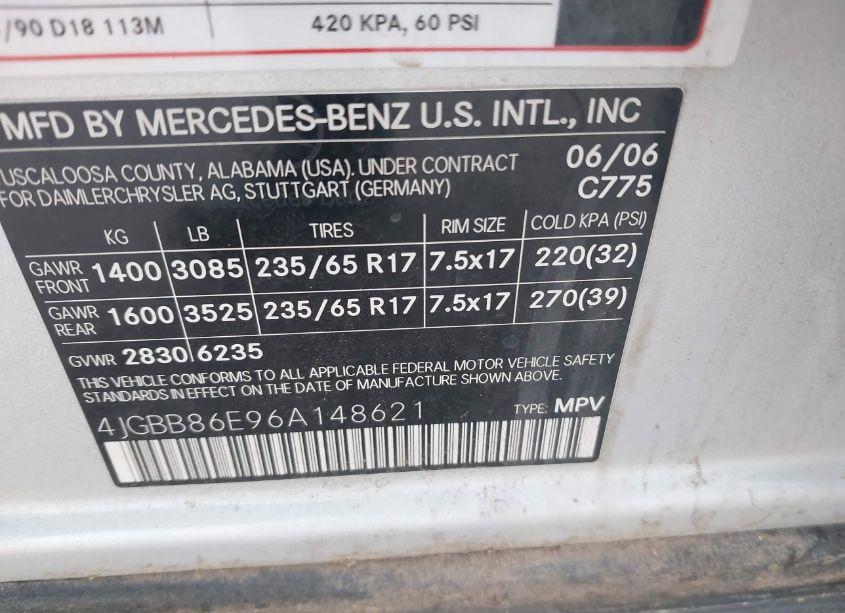 /90 D18 113M 420 KPA, 60 PSI
MFD BY MERCEDES-BENZ U.S. INTL., INC
USCALOOSA COUNTY, ALABAMA (USA). UNDER CONTRACT 06/06
FOR DAIMLERCHRYSLER AG, STUTTGART (GERMANY) C775
KG LB TIRES RIM SIZE COLD KPA (PSI)
GAWR FRONT 1400 3085 235/65 R17 7.5x17 220(32)
GAWR REAR 1600 3525 235/65 R17 7.5x17 270(39)
GVWR 2830 6235
THIS VEHICLE CONFORMS TO ALL APPLICABLE FEDERAL MOTOR VEHICLE SAFETY
STANDARDS IN EFFECT ON THE DATE OF MANUFACTURE SHOWN ABOVE.
4JGBB86E96A148621 TYPE: MPV